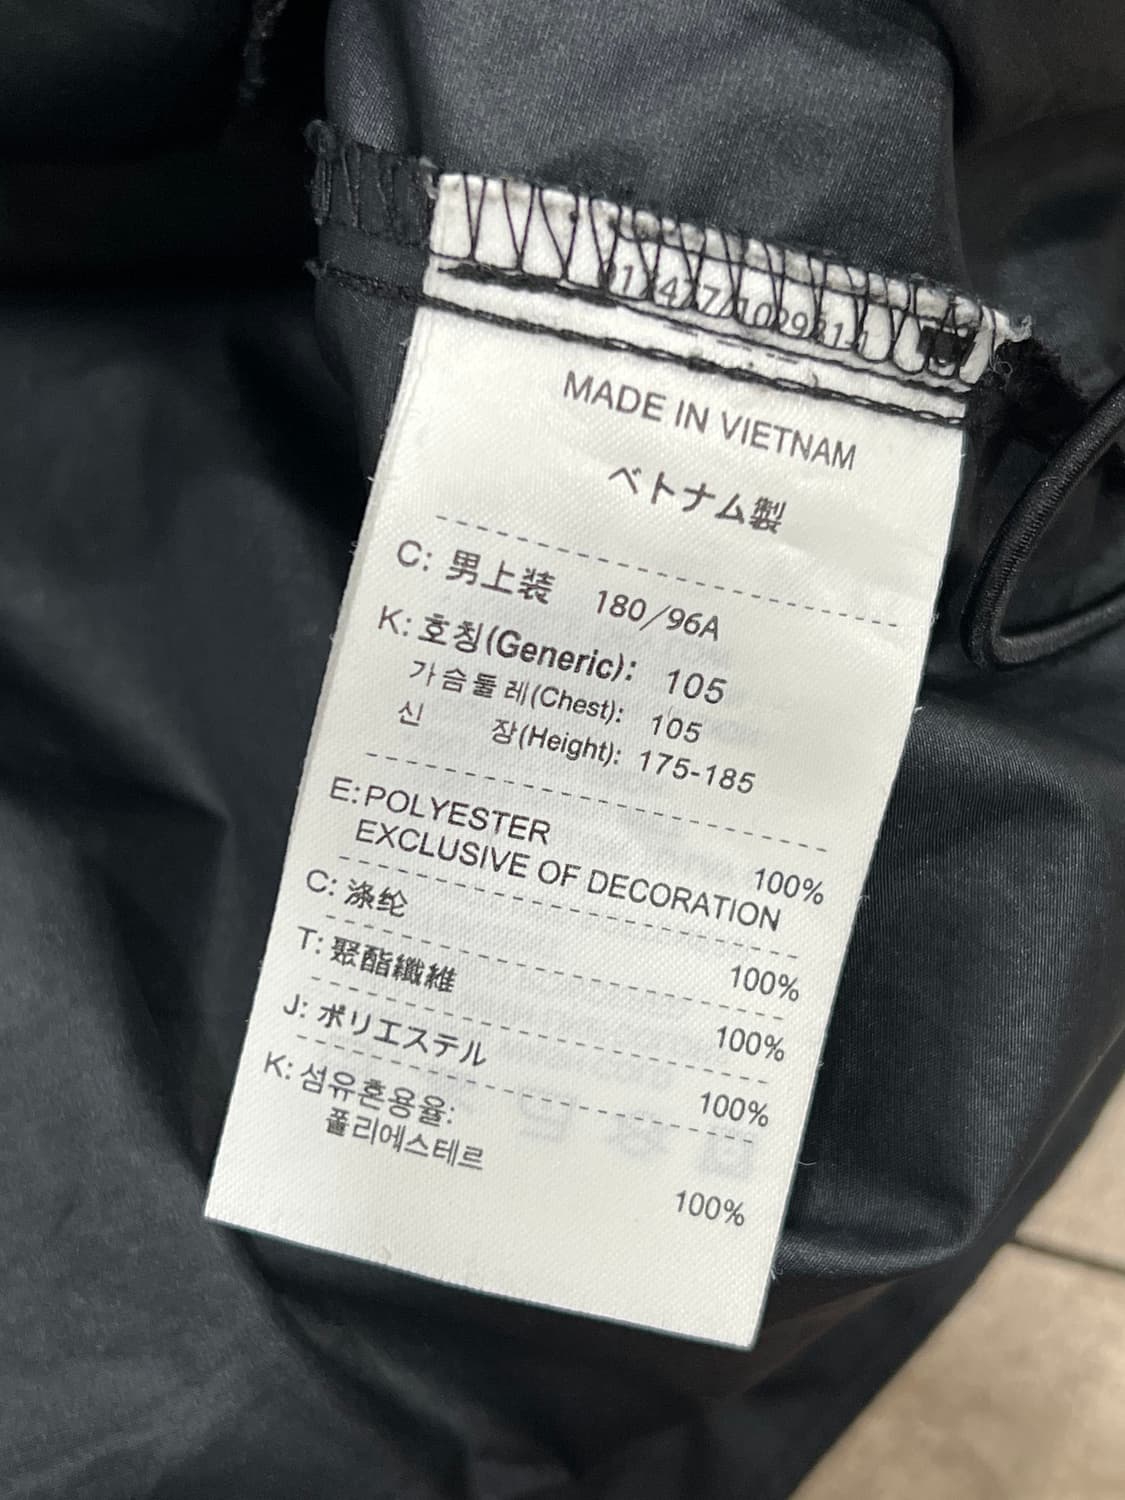 MADE IN VIETNAM
ベトナム製
C: 男上装 180/96A
K: 호칭(Generic): 105
가슴둘레(Chest): 105
신 장(Height): 175-185
E: POLYESTER 100%
EXCLUSIVE OF DECORATION
C: 涤纶 100%
T: 聚酯纖維 100%
J: ポリエステル 100%
K: 섬유혼용율:
폴리에스테르 100%